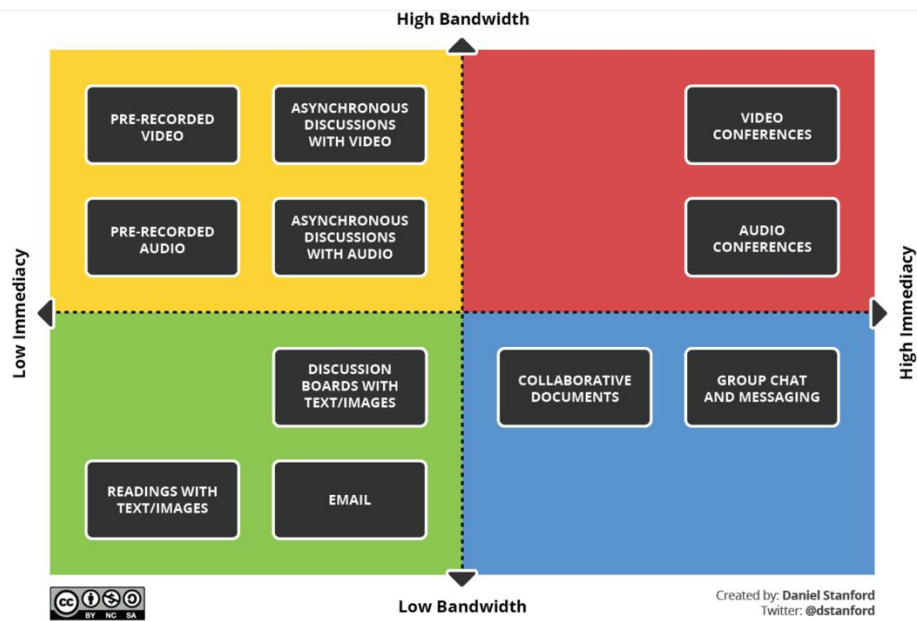 High Bandwidth
PRE-RECORDED
VIDEO
ASYNCHRONOUS
DISCUSSIONS
WITH VIDEO
VIDEO
CONFERENCES
PRE-RECORDED
AUDIO
ASYNCHRONOUS
DISCUSSIONS
WITH AUDIO
AUDIO
CONFERENCES
Low Immediacy
High Immediacy
DISCUSSION
BOARDS WITH
TEXT/IMAGES
COLLABORATIVE
DOCUMENTS
GROUP CHAT
AND MESSAGING
READINGS WITH
TEXT/IMAGES
EMAIL
Low Bandwidth
cc
BY NC SA
Created by: Daniel Stanford
Twitter: @dstanford